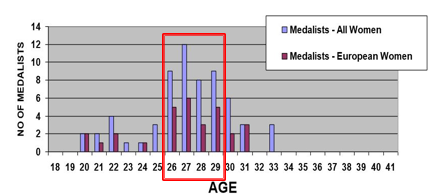 Medalists - All Women
Medalists - European Women
NO OF MEDALISTS
14
12
10
8
6
4
2
0
18 19 20 21 22 23 24 25 26 27 28 29 30 31 32 33 34 35 36 37 38 39 40 41
AGE